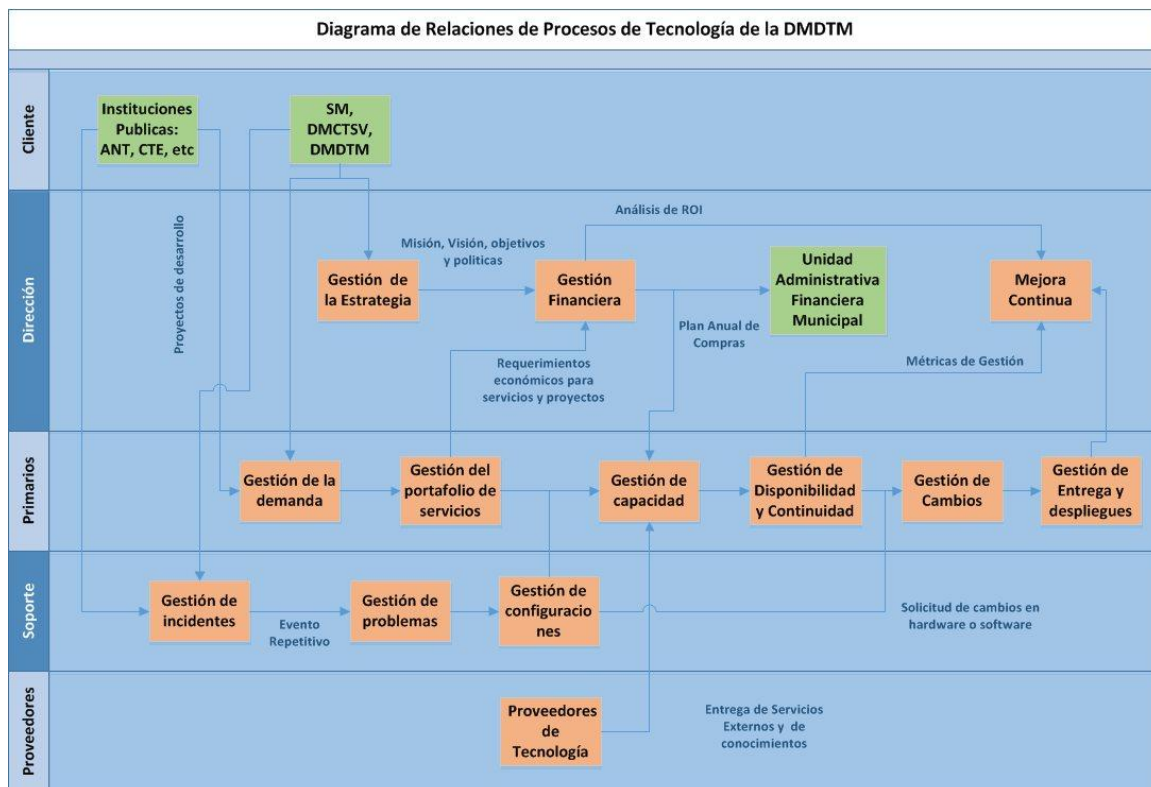 Diagrama de Relaciones de Procesos de Tecnología de la DMDTM
Cliente
Instituciones
Publicas:
ANT, CTE, etc
SM,
DMCTSV,
DMDTM
Dirección
Proyectos de desarrollo
Análisis de ROI
Misión, Visión, objetivos
y politicas
Gestión de
la Estrategia
Gestión
Financiera
Unidad
Administrativa
Financiera
Municipal
Mejora
Continua
Plan Anual de
Compras
Requerimientos
económicos para
servicios y proyectos
Métricas de Gestión
Primarios
Gestión de la
demanda
Gestión del
portafolio de
servicios
Gestión de
capacidad
Gestión de
Disponibilidad
y Continuidad
Gestión de
Cambios
Gestión de
Entrega y
despliegues
Soporte
Gestión de
incidentes
Evento
Repetitivo
Gestión de
problemas
Gestión de
configuracio
nes
Solicitud de cambios en
hardware o software
Proveedores
Proveedores
de
Tecnología
Entrega de Servicios
Externos y de
conocimientos